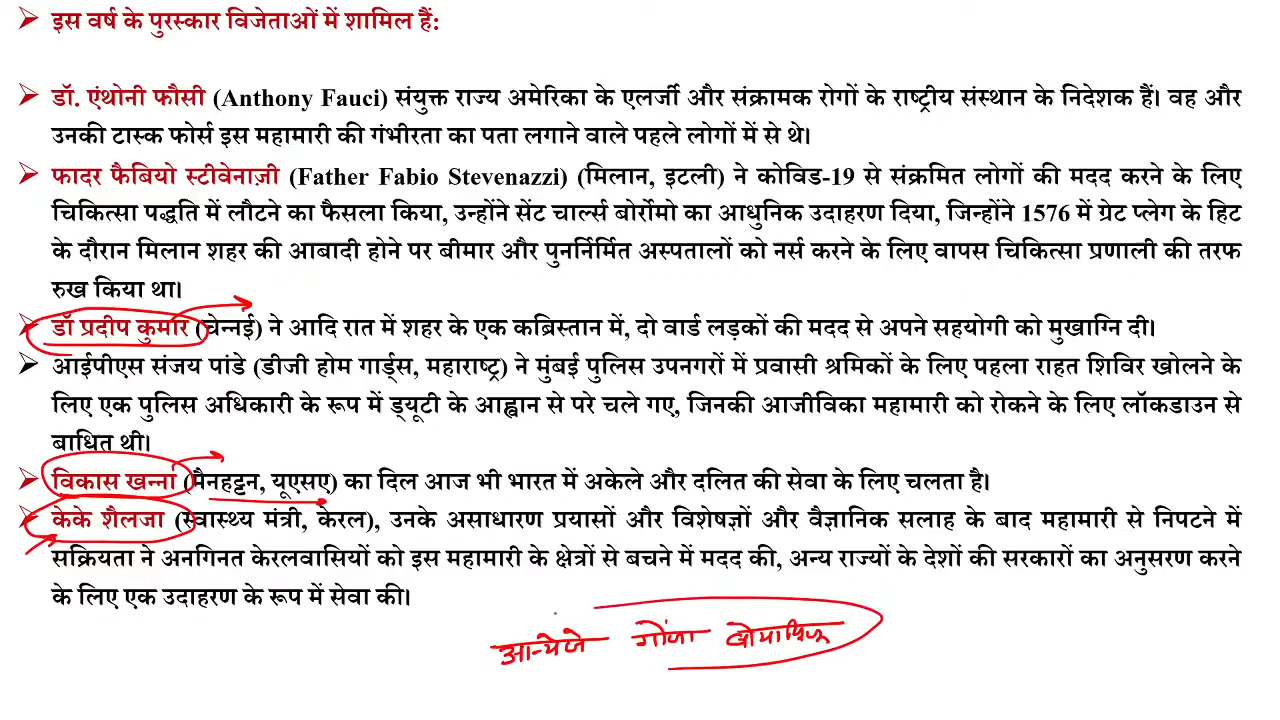 ➢ इस वर्ष के पुरस्कार विजेताओं में शामिल हैं:
➢ डॉ. एंथोनी फौसी (Anthony Fauci) संयुक्त राज्य अमेरिका के एलर्जी और संक्रामक रोगों के राष्ट्रीय संस्थान के निदेशक हैं। वह और
उनकी टास्क फोर्स इस महामारी की गंभीरता का पता लगाने वाले पहले लोगों में से थे।
➢ फादर फैबियो स्टीवेनाज़ी (Father Fabio Stevenazzi) (मिलान, इटली) ने कोविड-19 से संक्रमित लोगों की मदद करने के लिए
चिकित्सा पद्धति में लौटने का फैसला किया, उन्होंने सेंट चार्ल्स बोर्रोमो का आधुनिक उदाहरण दिया, जिन्होंने 1576 में ग्रेट प्लेग के हिट
के दौरान मिलान शहर की आबादी होने पर बीमार और पुनर्निर्मित अस्पतालों को नर्स करने के लिए वापस चिकित्सा प्रणाली की तरफ
रुख किया था।
➢ डॉ प्रदीप कुमार (चेन्नई) ने आदि रात में शहर के एक कब्रिस्तान में, दो वार्ड लड़कों की मदद से अपने सहयोगी को मुखाग्नि दी।
➢ आईपीएस संजय पांडे (डीजी होम गार्ड्स, महाराष्ट्र) ने मुंबई पुलिस उपनगरों में प्रवासी श्रमिकों के लिए पहला राहत शिविर खोलने के
लिए एक पुलिस अधिकारी के रूप में ड्यूटी के आह्वान से परे चले गए, जिनकी आजीविका महामारी को रोकने के लिए लॉकडाउन से
बाधित थी।
➢ विकास खन्ना (मैनहट्टन, यूएसए) का दिल आज भी भारत में अकेले और दलित की सेवा के लिए चलता है।
➢ केके शैलजा (स्वास्थ्य मंत्री, केरल), उनके असाधारण प्रयासों और विशेषज्ञों और वैज्ञानिक सलाह के बाद महामारी से निपटने में
सक्रियता ने अनगिनत केरलवासियों को इस महामारी के क्षेत्रों से बचने में मदद की, अन्य राज्यों के देशों की सरकारों का अनुसरण करने
के लिए एक उदाहरण के रूप में सेवा की।
गोंजा